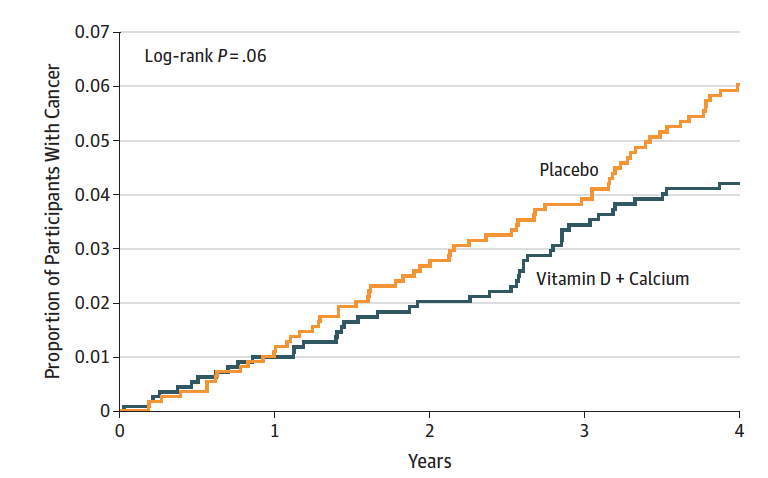 0.07
Log-rank P = .06
0.06
0.05
Placebo
0.04
0.03
Vitamin D + Calcium
0.02
0.01
0
Proportion of Participants With Cancer
0 1 2 3 4
Years